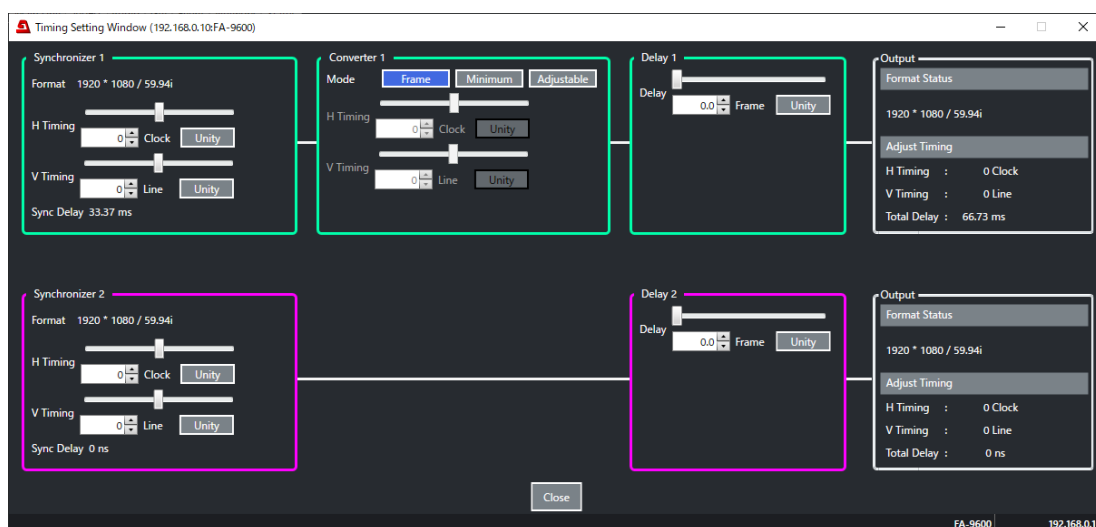 Timing Setting Window (192.168.0.10:FA-9600)
Synchronizer 1
Format 1920 * 1080 / 59.94i
H Timing
0 Clock Unity
V Timing
0 Line Unity
Sync Delay 33.37 ms
Converter 1
Mode Frame Minimum Adjustable
H Timing
0 Clock Unity
V Timing
0 Line Unity
Delay 1
Delay
0.0 Frame Unity
Output
Format Status
1920 * 1080 / 59.94i
Adjust Timing
H Timing : 0 Clock
V Timing : 0 Line
Total Delay : 66.73 ms
Synchronizer 2
Format 1920 * 1080 / 59.94i
H Timing
0 Clock Unity
V Timing
0 Line Unity
Sync Delay 0 ns
Delay 2
Delay
0.0 Frame Unity
Output
Format Status
1920 * 1080 / 59.94i
Adjust Timing
H Timing : 0 Clock
V Timing : 0 Line
Total Delay : 0 ns
Close
FA-9600 192.168.0.1